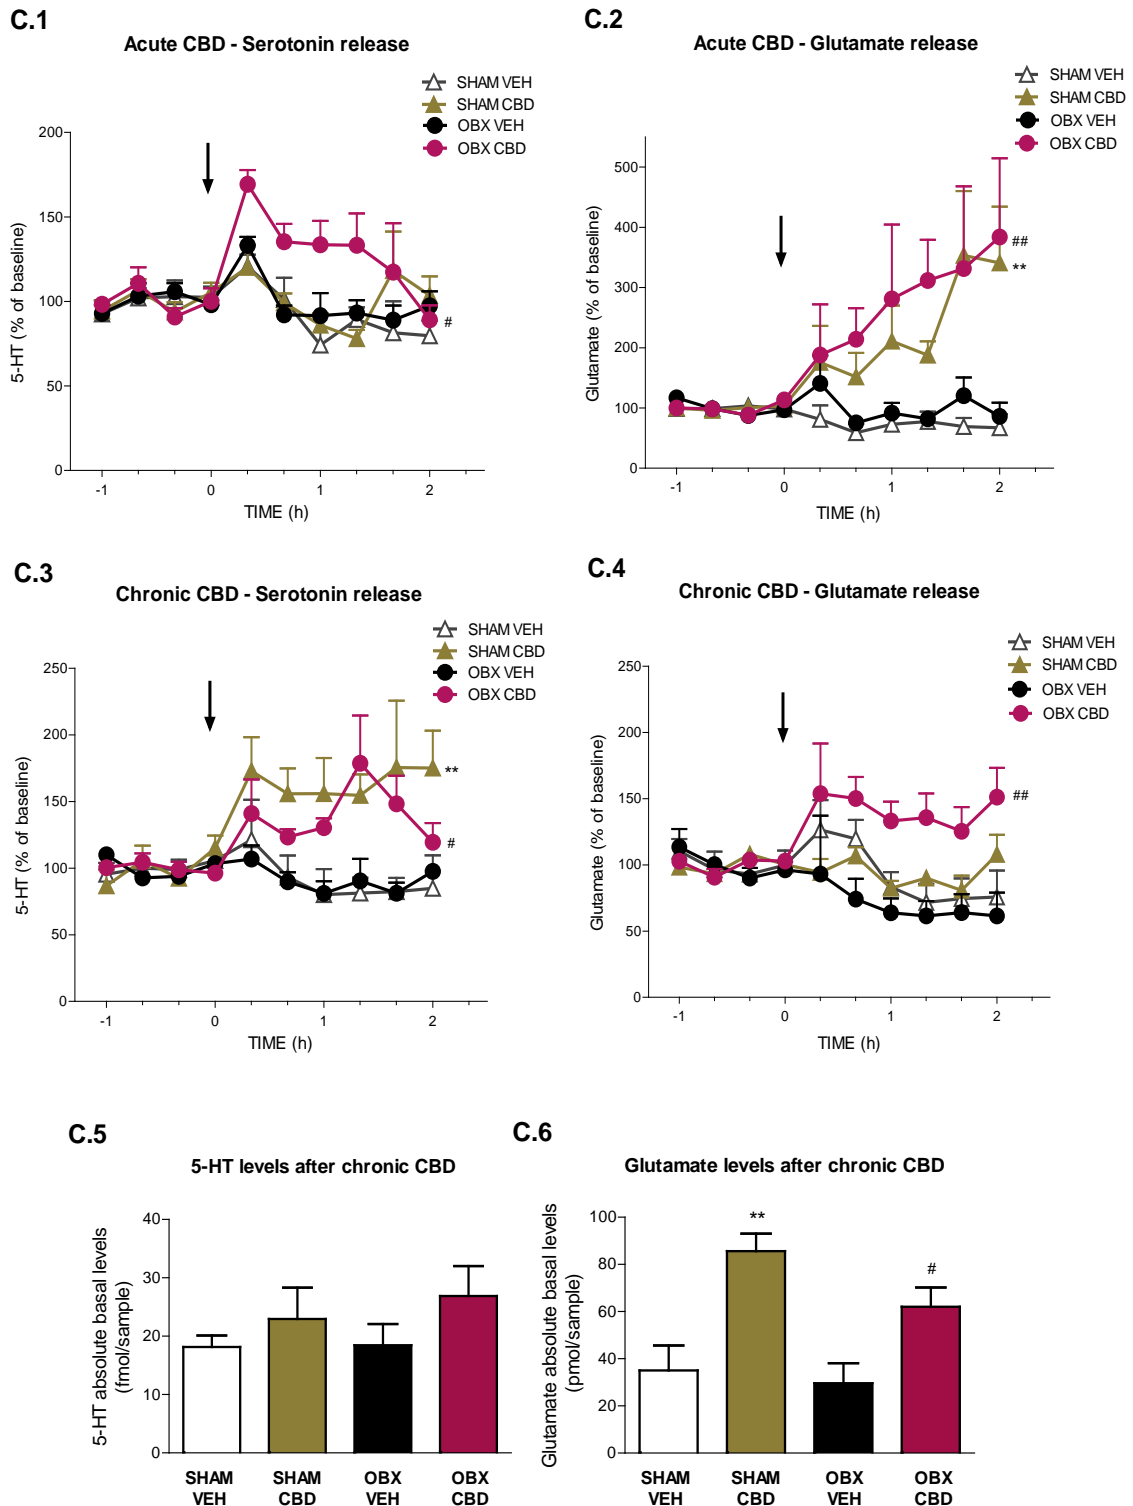 C.1
Acute CBD - Serotonin release
SHAM VEH
SHAM CBD
OBX VEH
OBX CBD
200
150
100
50
0
5-HT (% of baseline)
#
-1
0
1
2
TIME (h)
C.2
Acute CBD - Glutamate release
SHAM VEH
SHAM CBD
OBX VEH
OBX CBD
500
400
300
200
100
0
Glutamate (% of baseline)
##
**
-1
0
1
2
TIME (h)
C.3
Chronic CBD - Serotonin release
SHAM VEH
SHAM CBD
OBX VEH
OBX CBD
250
200
150
100
50
0
5-HT (% of baseline)
**
#
-1
0
1
2
TIME (h)
C.4
Chronic CBD - Glutamate release
SHAM VEH
SHAM CBD
OBX VEH
OBX CBD
250
200
150
100
50
0
Glutamate (% of baseline)
##
-1
0
1
2
TIME (h)
C.5
5-HT levels after chronic CBD
40
30
20
10
0
5-HT absolute basal levels
(fmol/sample)
SHAM
VEH
SHAM
CBD
OBX
VEH
OBX
CBD
C.6
Glutamate levels after chronic CBD
100
80
60
40
20
0
Glutamate absolute basal levels
(pmol/sample)
**
#
SHAM
VEH
SHAM
CBD
OBX
VEH
OBX
CBD